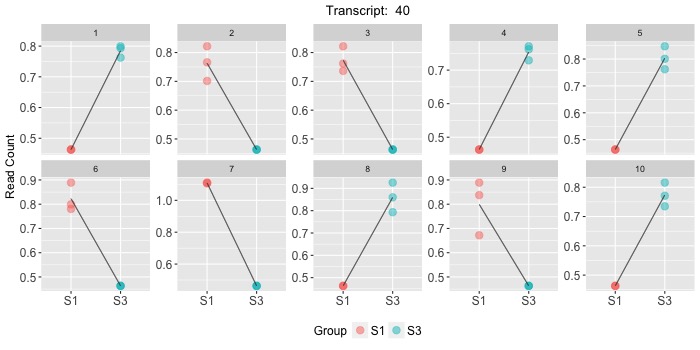 Transcript: 40
1 2 3 4 5
0.8 0.8 0.8 0.7 0.8
0.7 0.7 0.7 0.6 0.7
0.6 0.6 0.6 0.5 0.6
0.5 0.5 0.5 0.5
Read Count
6 7 8 9 10
0.9 1.0 0.9 0.9 0.8
0.8 0.8 0.8 0.8 0.7
0.7 0.6 0.7 0.7 0.6
0.6 0.6 0.6 0.5
0.5 0.5 0.5
S1 S3 S1 S3 S1 S3 S1 S3 S1 S3
Group S1 S3